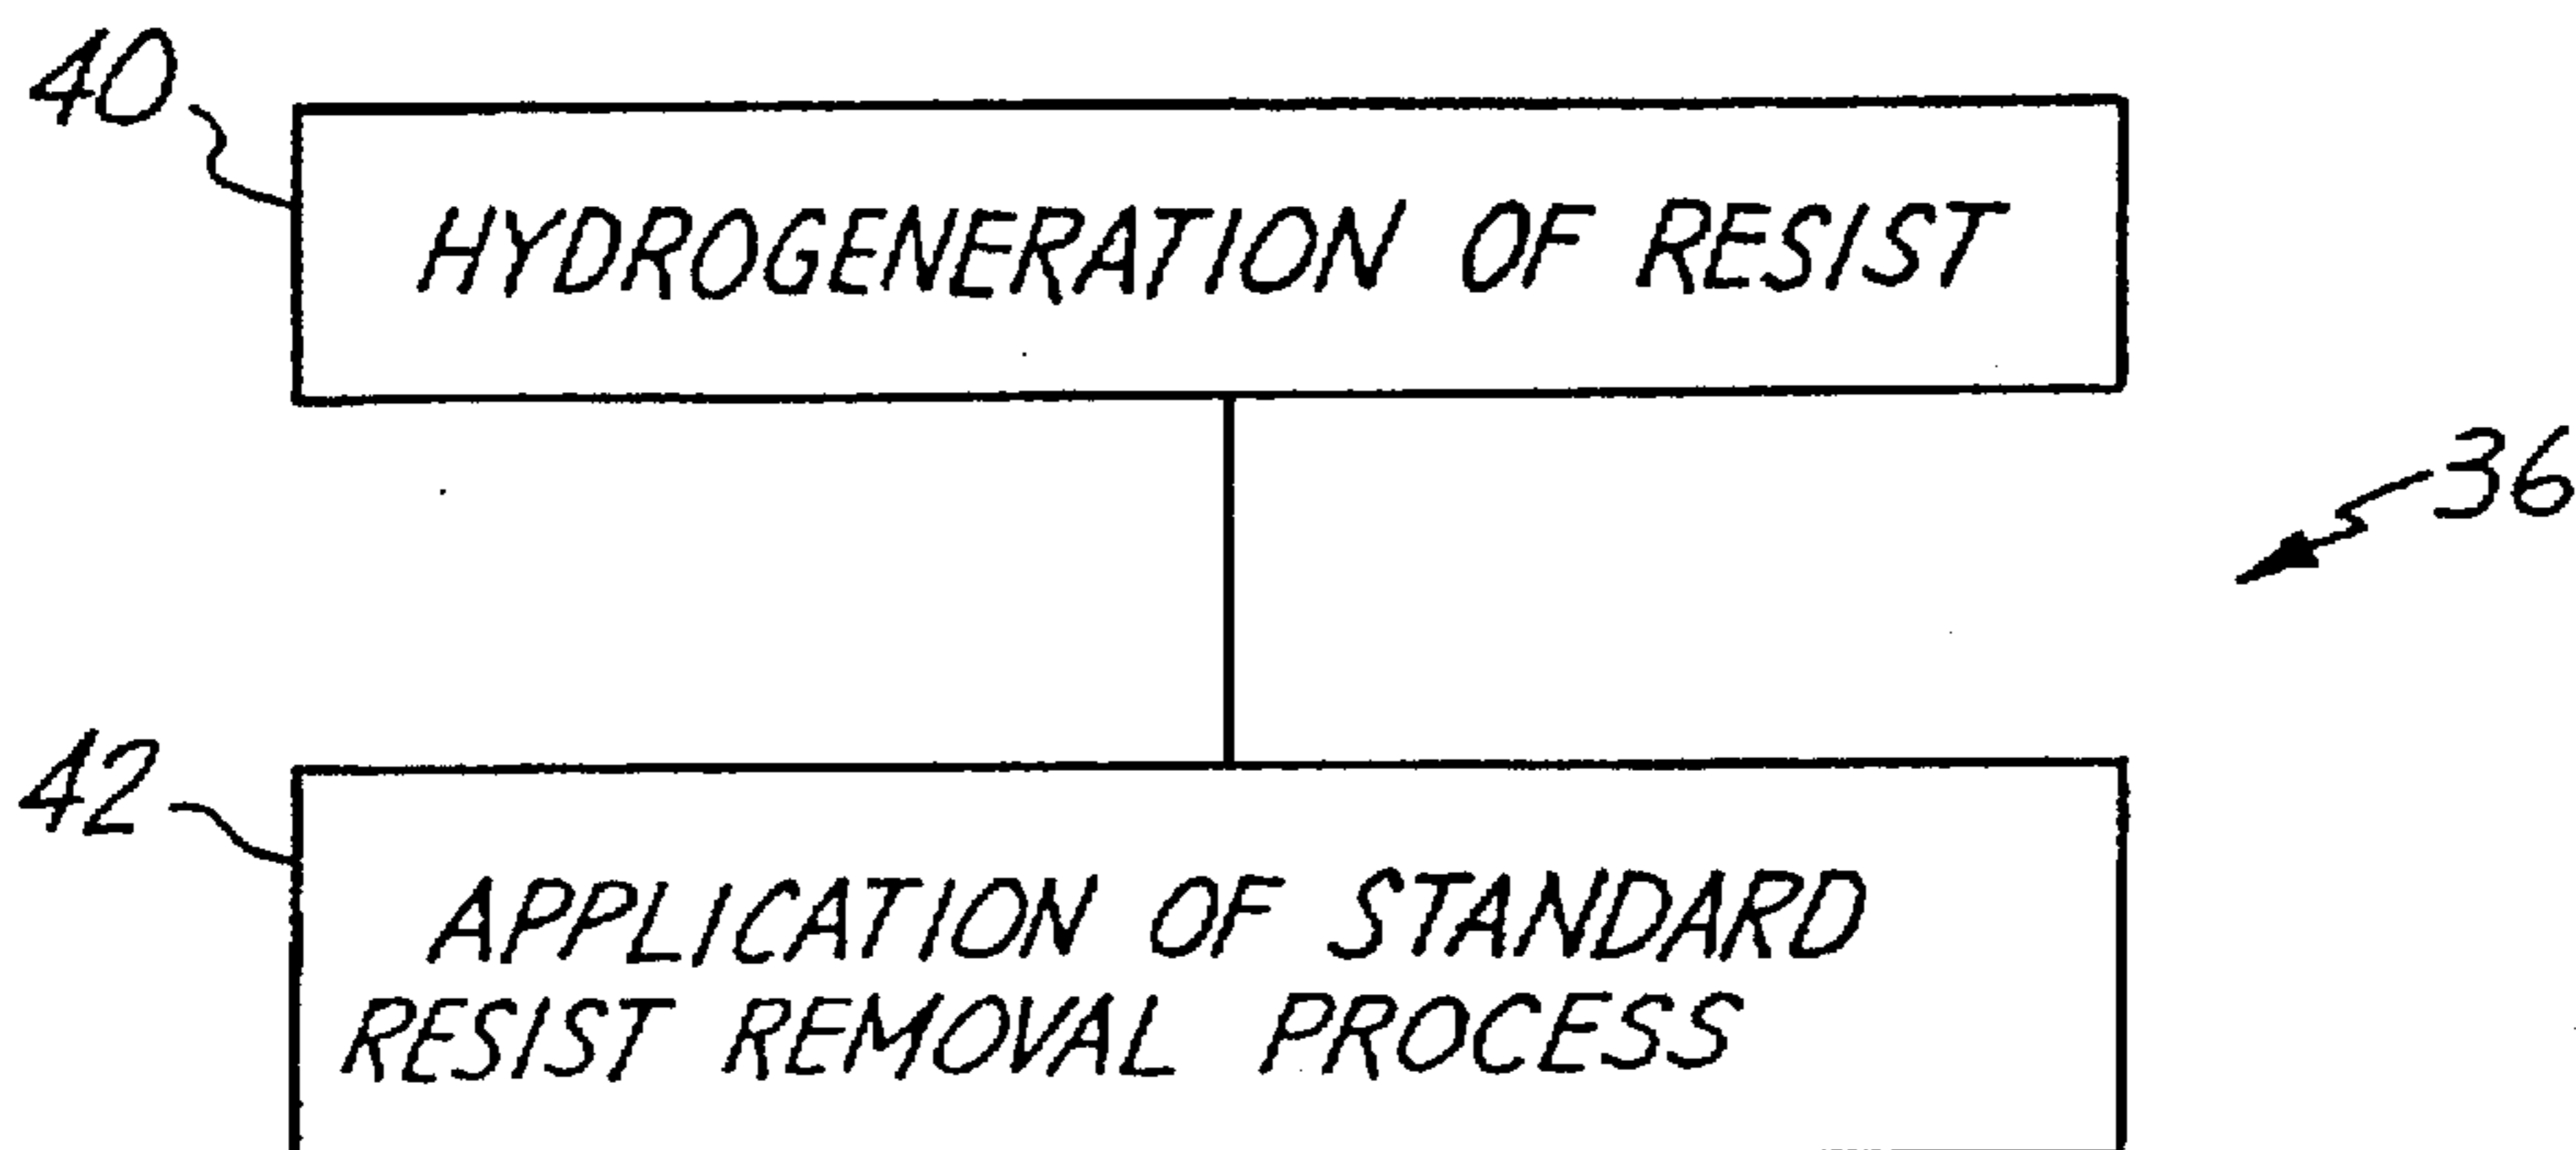 40
HYDROGENERATION OF RESIST
36
42
APPLICATION OF STANDARD
RESIST REMOVAL PROCESS